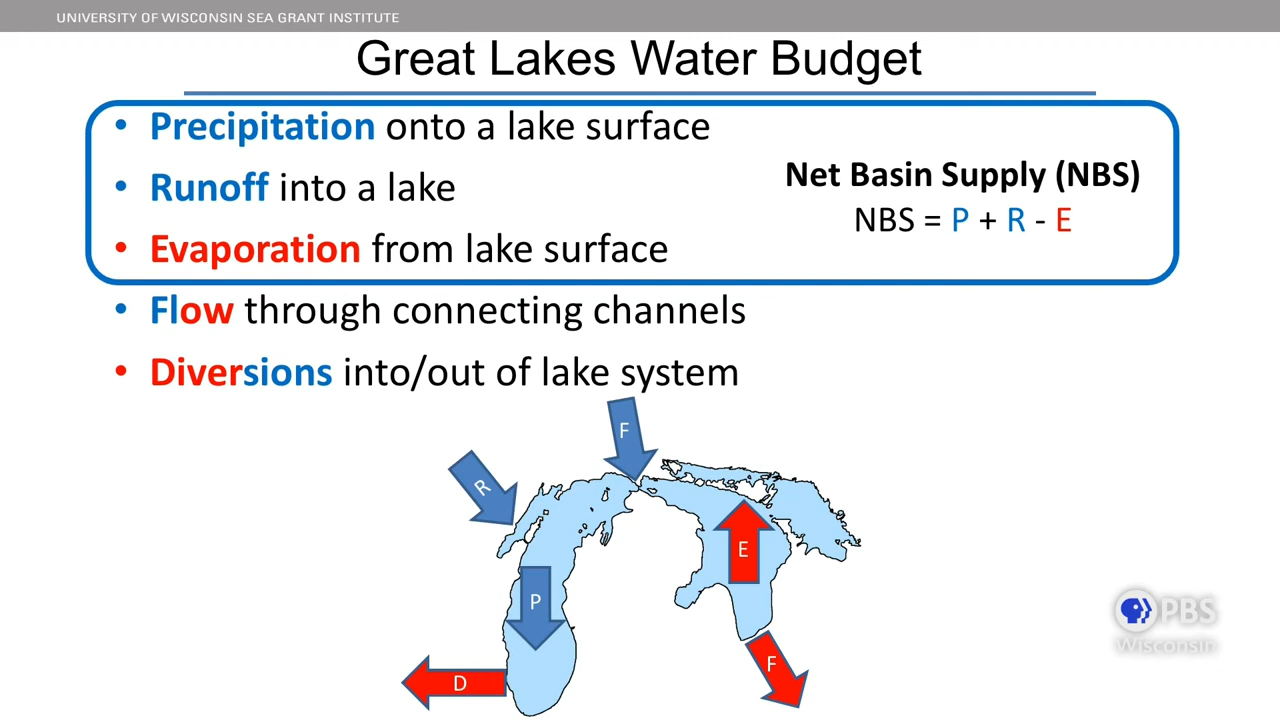 UNIVERSITY OF WISCONSIN SEA GRANT INSTITUTE
Great Lakes Water Budget
• Precipitation onto a lake surface
• Runoff into a lake
• Evaporation from lake surface
Net Basin Supply (NBS)
NBS = P + R - E
• Flow through connecting channels
• Diversions into/out of lake system
F
R
E
P
F
D
PBS
Wisconsin